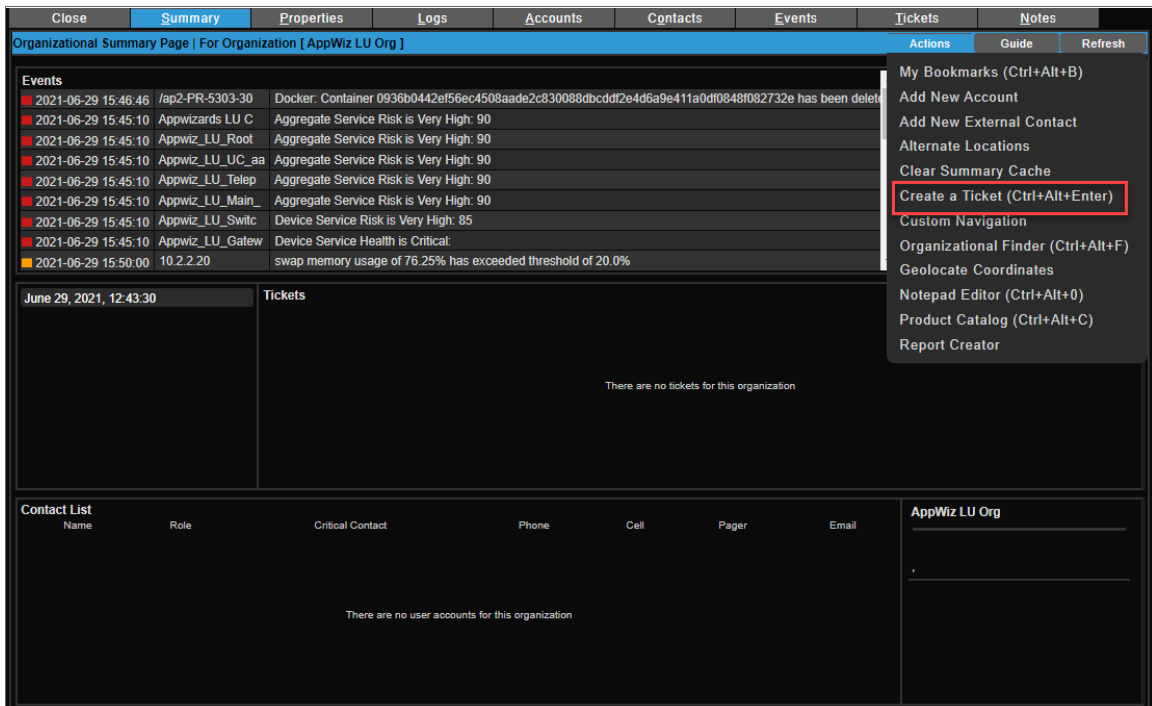 Close Summary Properties Logs Accounts Contacts Events Tickets Notes
Organizational Summary Page | For Organization [ AppWiz LU Org ] Actions Guide Refresh
Events
2021-06-29 15:46:46 /ap2-PR-5303-30 Docker: Container 0936b0442ef56ec4508aade2c830088dbcddf2e4d6a9e411a0df0848f082732e has been delete
2021-06-29 15:45:10 Appwizards LU C Aggregate Service Risk is Very High: 90
2021-06-29 15:45:10 Appwiz_LU_Root Aggregate Service Risk is Very High: 90
2021-06-29 15:45:10 Appwiz_LU_UC_aa Aggregate Service Risk is Very High: 90
2021-06-29 15:45:10 Appwiz_LU_Telep Aggregate Service Risk is Very High: 90
2021-06-29 15:45:10 Appwiz_LU_Main_ Aggregate Service Risk is Very High: 90
2021-06-29 15:45:10 Appwiz_LU_Switc Device Service Risk is Very High: 85
2021-06-29 15:45:10 Appwiz_LU_Gatew Device Service Health is Critical:
2021-06-29 15:50:00 10.2.2.20 swap memory usage of 76.25% has exceeded threshold of 20.0%
My Bookmarks (Ctrl+Alt+B)
Add New Account
Add New External Contact
Alternate Locations
Clear Summary Cache
Create a Ticket (Ctrl+Alt+Enter)
Custom Navigation
Organizational Finder (Ctrl+Alt+F)
Geolocate Coordinates
Notepad Editor (Ctrl+Alt+0)
Product Catalog (Ctrl+Alt+C)
Report Creator
June 29, 2021, 12:43:30 Tickets
There are no tickets for this organization
Contact List
Name Role Critical Contact Phone Cell Pager Email
There are no user accounts for this organization
AppWiz LU Org
,